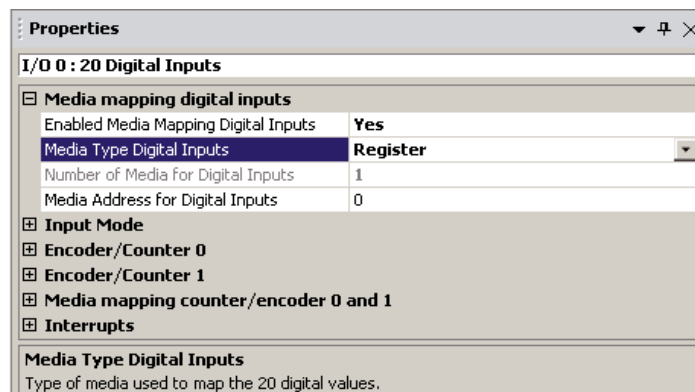 Properties
I/O 0 : 20 Digital Inputs
Media mapping digital inputs
Enabled Media Mapping Digital Inputs Yes
Media Type Digital Inputs Register
Number of Media for Digital Inputs 1
Media Address for Digital Inputs 0
Input Mode
Encoder/Counter 0
Encoder/Counter 1
Media mapping counter/encoder 0 and 1
Interrupts
Media Type Digital Inputs
Type of media used to map the 20 digital values.